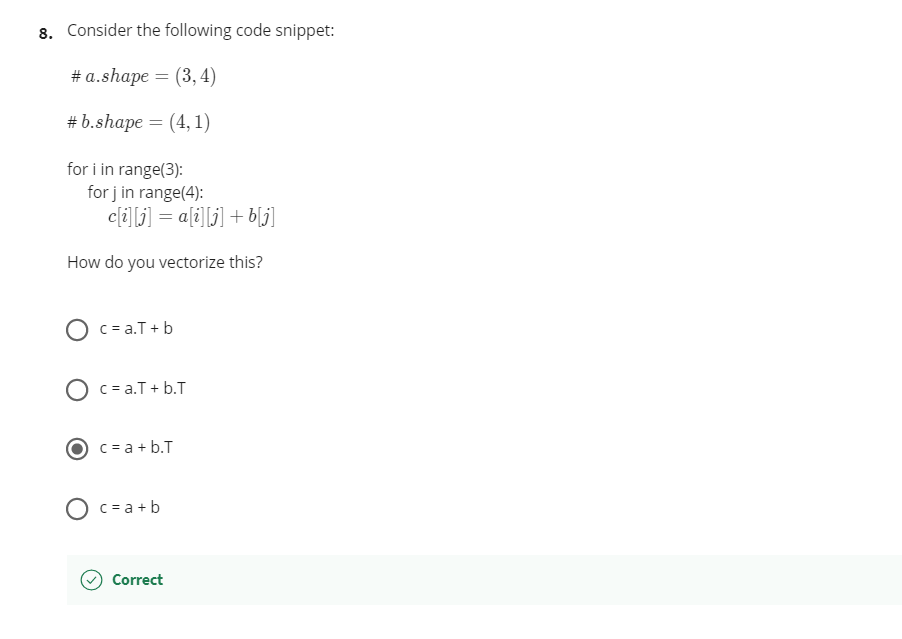 8. Consider the following code snippet:
# a.shape = (3, 4)
# b.shape = (4, 1)
for i in range(3):
for j in range(4):
c[i][j] = a[i][j] + b[j]
How do you vectorize this?
c = a.T + b
c = a.T + b.T
c = a + b.T
c = a + b
Correct